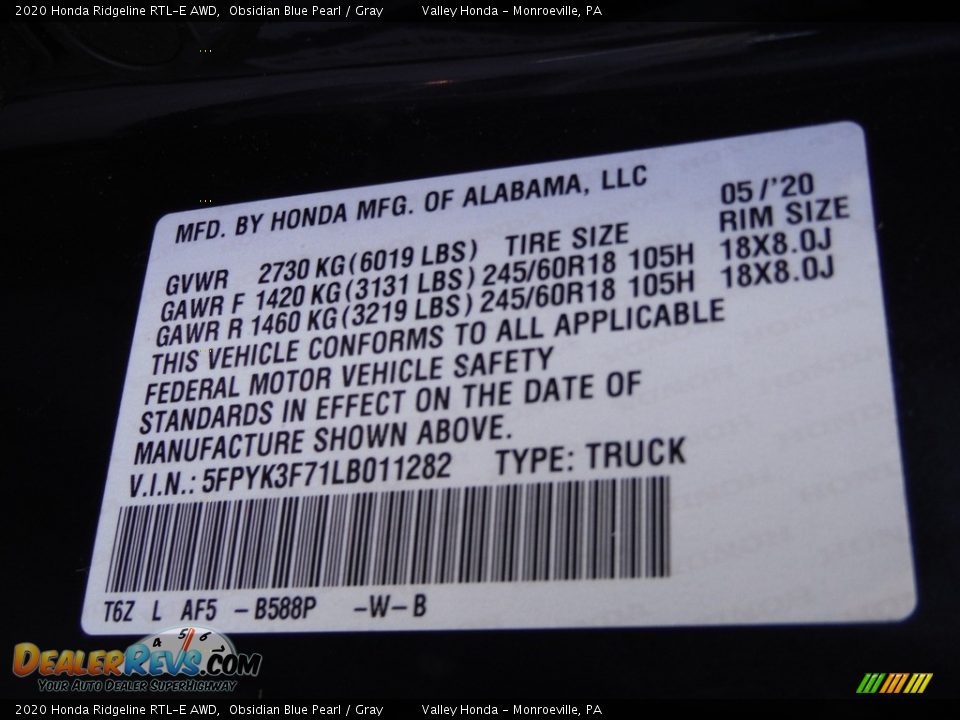 2020 Honda Ridgeline RTL-E AWD,  Obsidian Blue Pearl / Gray        Valley Honda - Monroeville, PA
MFD. BY HONDA MFG. OF ALABAMA, LLC    05/'20
GVWR   2730 KG(6019 LBS)   TIRE SIZE    RIM SIZE
GAWR F 1420 KG(3131 LBS) 245/60R18 105H   18X8.0J
GAWR R 1460 KG(3219 LBS) 245/60R18 105H   18X8.0J
THIS VEHICLE CONFORMS TO ALL APPLICABLE
FEDERAL MOTOR VEHICLE SAFETY
STANDARDS IN EFFECT ON THE DATE OF
MANUFACTURE SHOWN ABOVE.
V.I.N.: 5FPYK3F71LB011282   TYPE: TRUCK
T6Z  L  AF5  - B588P    -W- B
4 5 6 7
DEALERREVS.COM
YOUR AUTO DEALER SUPERHIGHWAY
2020 Honda Ridgeline RTL-E AWD,  Obsidian Blue Pearl / Gray        Valley Honda - Monroeville, PA